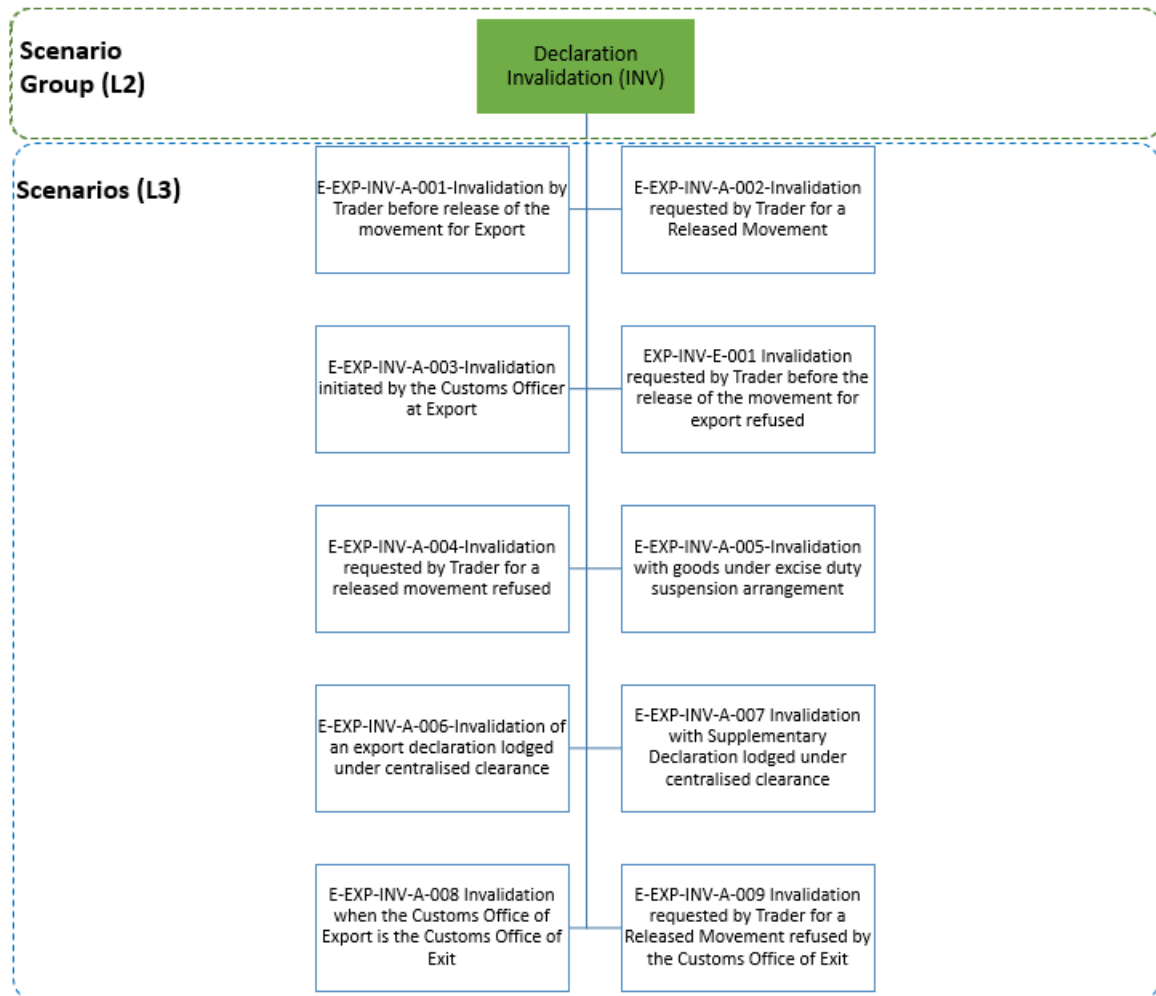 Scenario
Group (L2)
Declaration
Invalidation (INV)
Scenarios (L3)
E-EXP-INV-A-001-Invalidation by
Trader before release of the
movement for Export
E-EXP-INV-A-002-Invalidation
requested by Trader for a
Released Movement
E-EXP-INV-A-003-Invalidation
initiated by the Customs Officer
at Export
EXP-INV-E-001 Invalidation
requested by Trader before the
release of the movement for
export refused
E-EXP-INV-A-004-Invalidation
requested by Trader for a
released movement refused
E-EXP-INV-A-005-Invalidation
with goods under excise duty
suspension arrangement
E-EXP-INV-A-006-Invalidation of
an export declaration lodged
under centralised clearance
E-EXP-INV-A-007 Invalidation
with Supplementary
Declaration lodged under
centralised clearance
E-EXP-INV-A-008 Invalidation
when the Customs Office of
Export is the Customs Office of
Exit
E-EXP-INV-A-009 Invalidation
requested by Trader for a
Released Movement refused by
the Customs Office of Exit